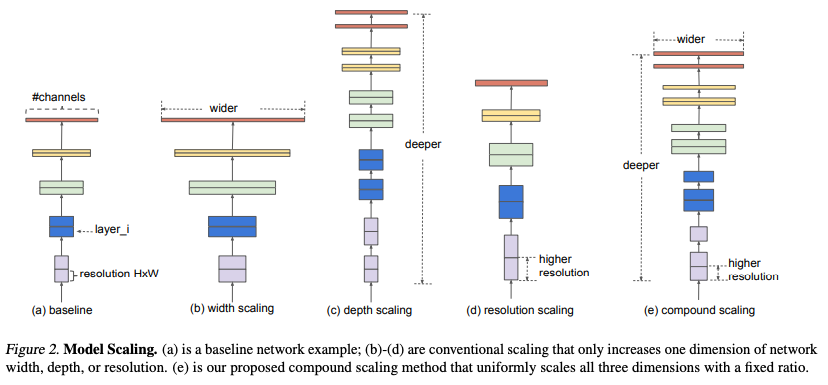 #channels
layer_i
resolution HxW
(a) baseline
wider
(b) width scaling
deeper
(c) depth scaling
higher
resolution
(d) resolution scaling
wider
deeper
higher
resolution
(e) compound scaling
Figure 2. Model Scaling. (a) is a baseline network example; (b)-(d) are conventional scaling that only increases one dimension of network
width, depth, or resolution. (e) is our proposed compound scaling method that uniformly scales all three dimensions with a fixed ratio.